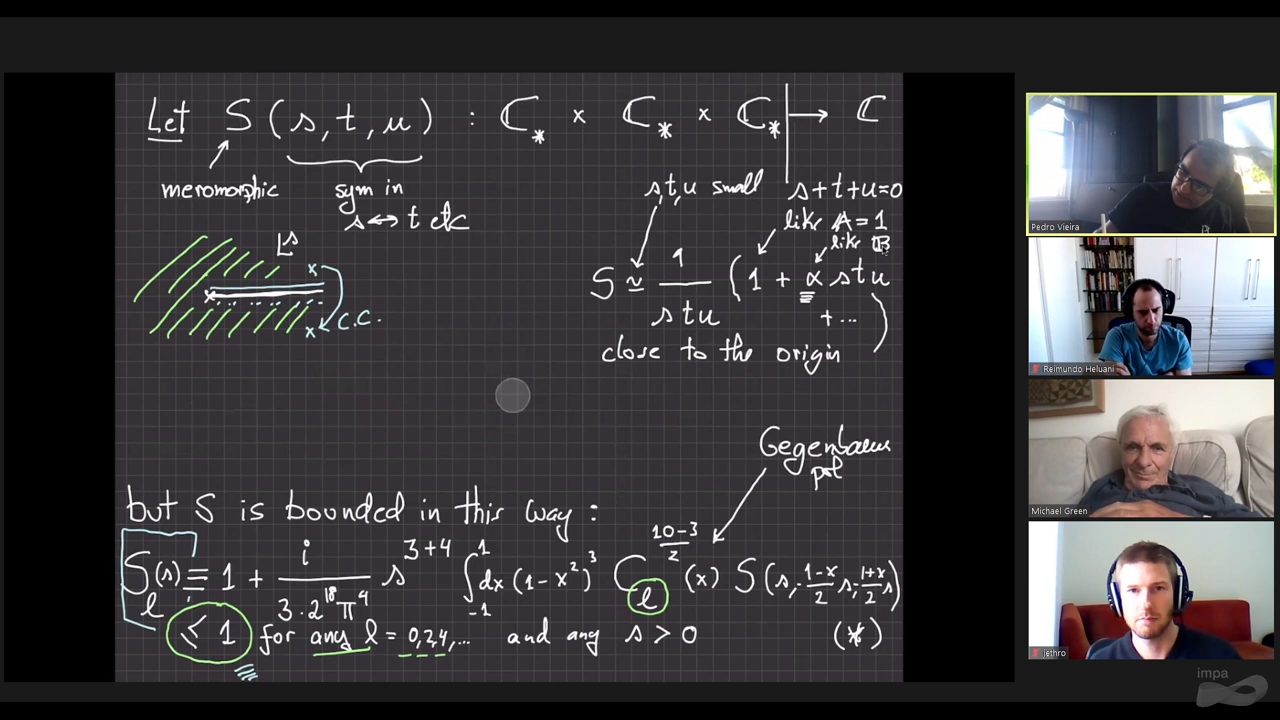 Let S(s,t,u) : ℂ* × ℂ* × ℂ* | → ℂ
meromorphic
sym in
s ↔ t etc
s,t,u small
s+t+u=0
like A=1
like B
s
C.C.
S ≃ 1/stu (1 + α stu
+ ...)
close to the origin
Gegenbauer
pol
but S is bounded in this way :
S_l(s) ≡ 1 + i/(3·2^18 π^4) s^(3+4) ∫_{-1}^{1} dx (1-x²)³ C_l^((10-3)/2) (x) S(s,-(1-x)/2 s,-(1+x)/2 s)
≤ 1 for any l = 0,2,4,... and any s > 0 (*)
Pedro Vieira
Reimundo Heluani
Michael Green
jethro
impa